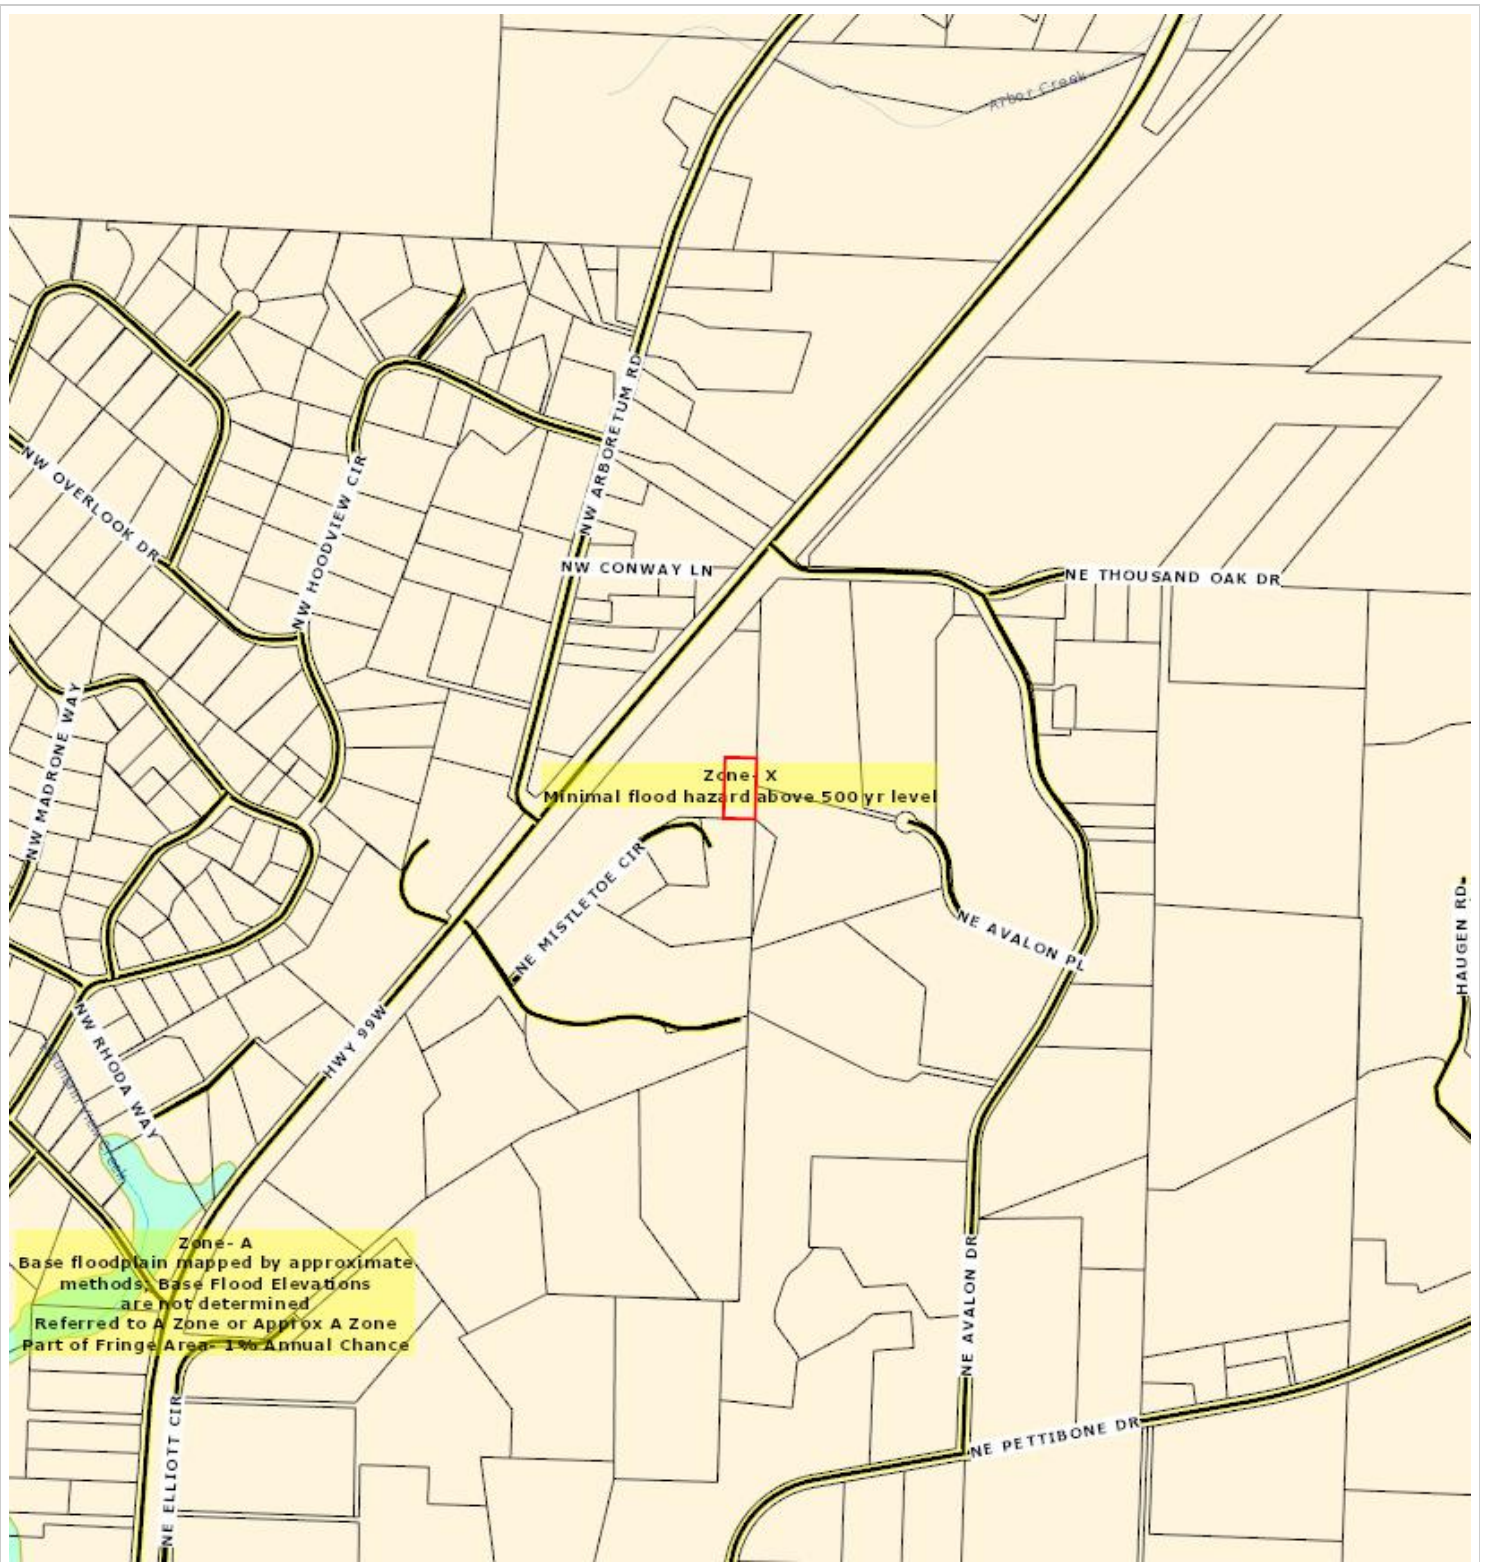 Arbor Creek
NW ARBORETUM RD
NW OVERLOOK DR
NW HOODVIEW CIR
NW CONWAY LN
NE THOUSAND OAK DR
NW MADRONE WAY
Zone- X
Minimal flood hazard above 500 yr level
NE MISTLETOE CIR
NE AVALON PL
HAUGEN RD
HWY 99W
NW RHODA WAY
Creek
Zone- A
Base floodplain mapped by approximate
methods; Base Flood Elevations
are not determined
Referred to A Zone or Approx A Zone
Part of Fringe Area- 1% Annual Chance
NE AVALON DR
NE ELLIOTT CIR
NE PETTIBONE DR